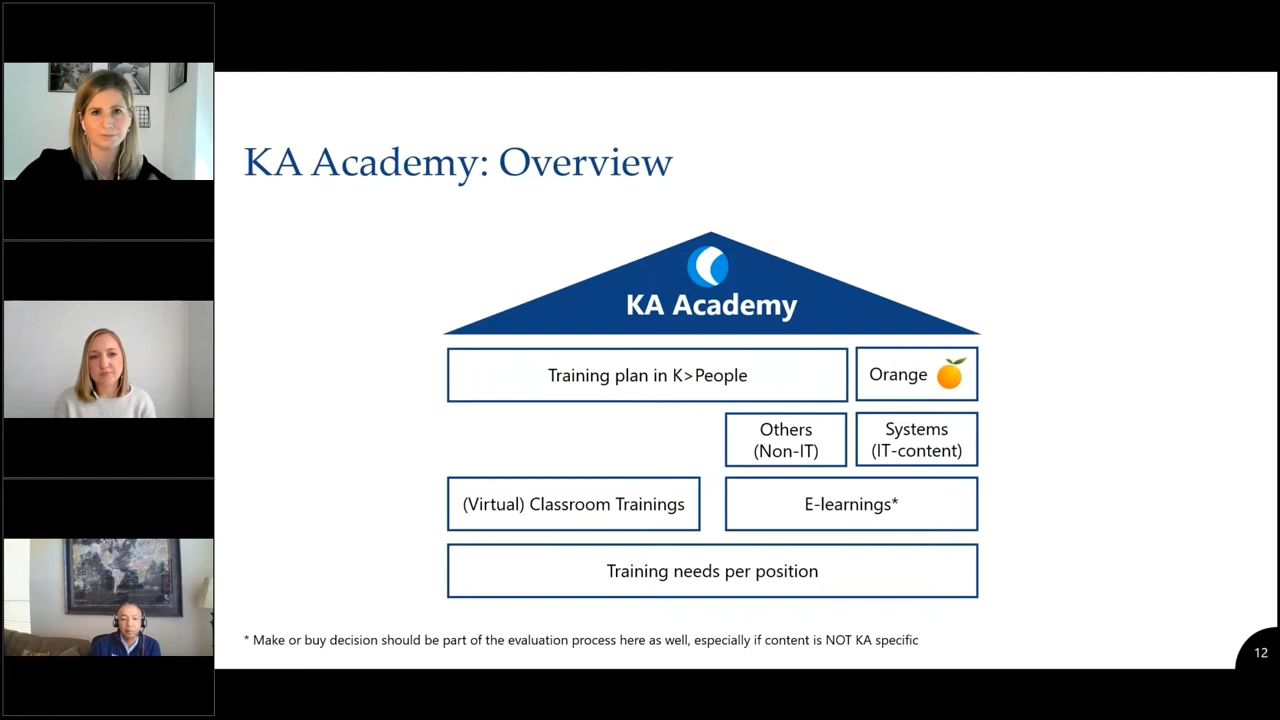 KA Academy: Overview
KA Academy
Training plan in K>People
Orange
Others
(Non-IT)
Systems
(IT-content)
(Virtual) Classroom Trainings
E-learnings*
Training needs per position
* Make or buy decision should be part of the evaluation process here as well, especially if content is NOT KA specific
12